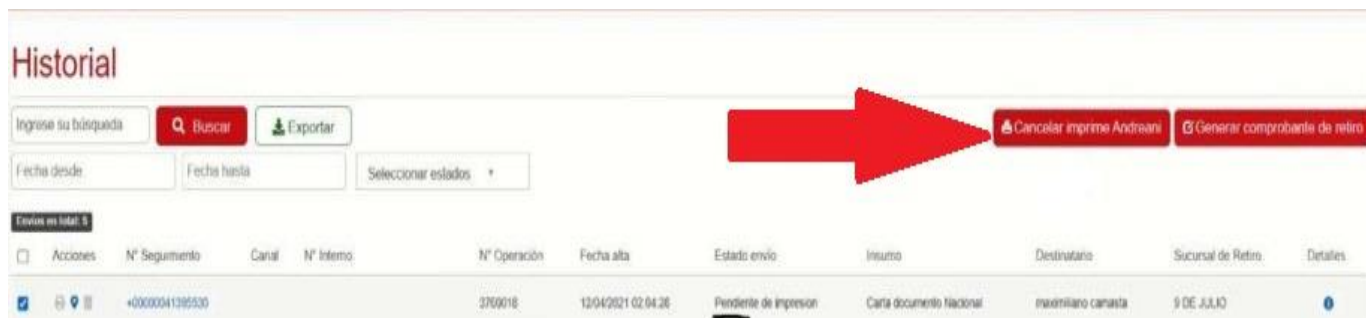 Historial
Ingrese su búsqueda Buscar Exportar Cancelar imprime Andreani Generar comprobante de retiro
Fecha desde Fecha hasta Seleccionar estados
Envíos en total: 5
Acciones N° Seguimiento Canal N° Interno N° Operación Fecha alta Estado envío Insumo Destinatario Sucursal de Retiro Detalles
+00000041395530 3769018 12/04/2021 02:04:26 Pendiente de impresion Carta documento Nacional maximiliano camasta 9 DE JULIO